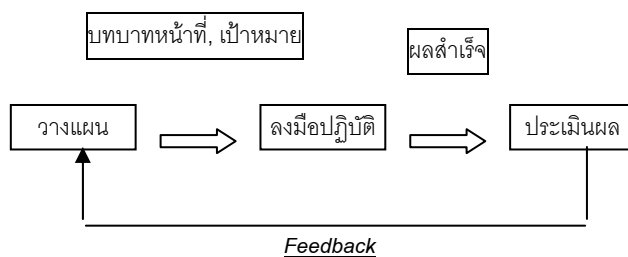 บทบาทหน้าที่, เป้าหมาย
ผลสำเร็จ
วางแผน
ลงมือปฏิบัติ
ประเมินผล
Feedback